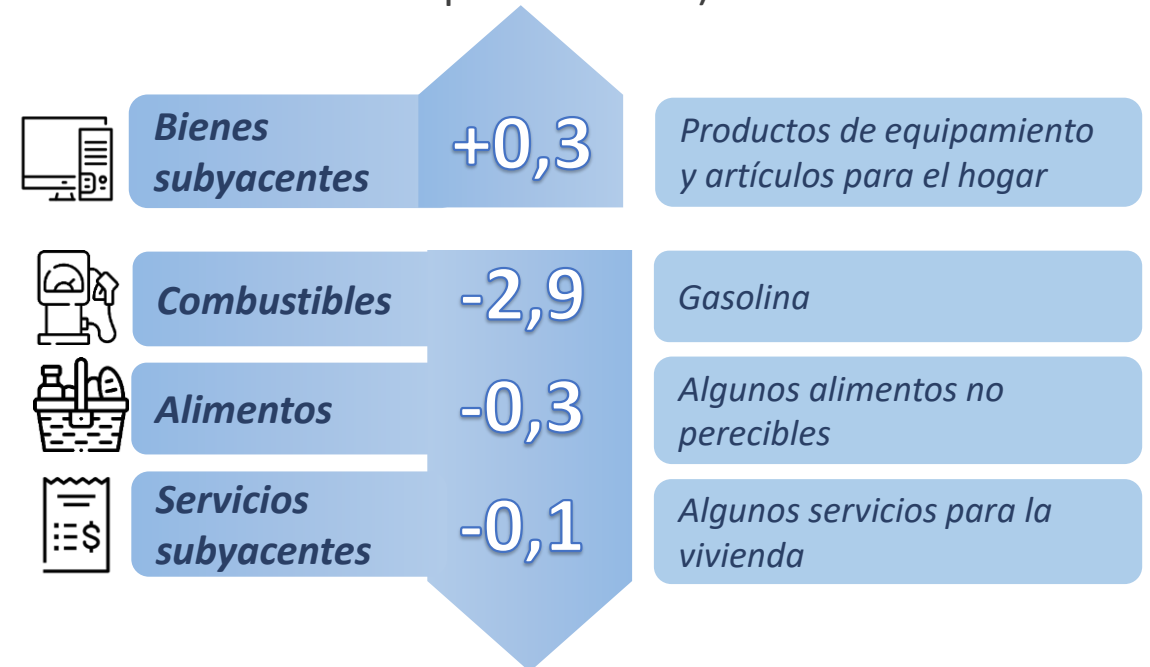 Bienes
subyacentes
+0,3
Productos de equipamiento
y artículos para el hogar
Combustibles
-2,9
Gasolina
Alimentos
-0,3
Algunos alimentos no
perecibles
Servicios
subyacentes
-0,1
Algunos servicios para la
vivienda
$